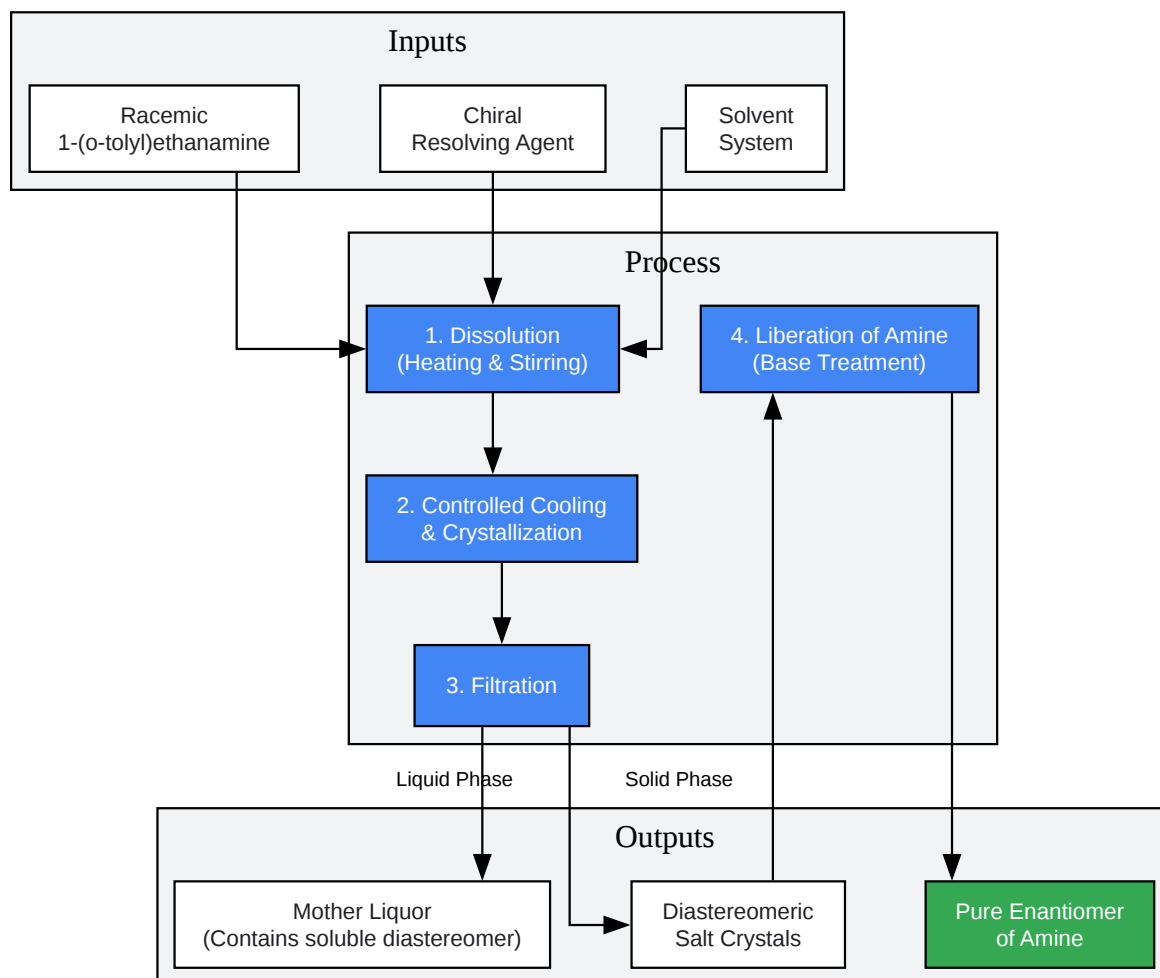 Inputs
Racemic
1-(o-tolyl)ethanamine
Chiral
Resolving Agent
Solvent
System
Process
1. Dissolution
(Heating & Stirring)
4. Liberation of Amine
(Base Treatment)
2. Controlled Cooling
& Crystallization
3. Filtration
Liquid Phase
Solid Phase
Outputs
Mother Liquor
(Contains soluble diastereomer)
Diastereomeric
Salt Crystals
Pure Enantiomer
of Amine